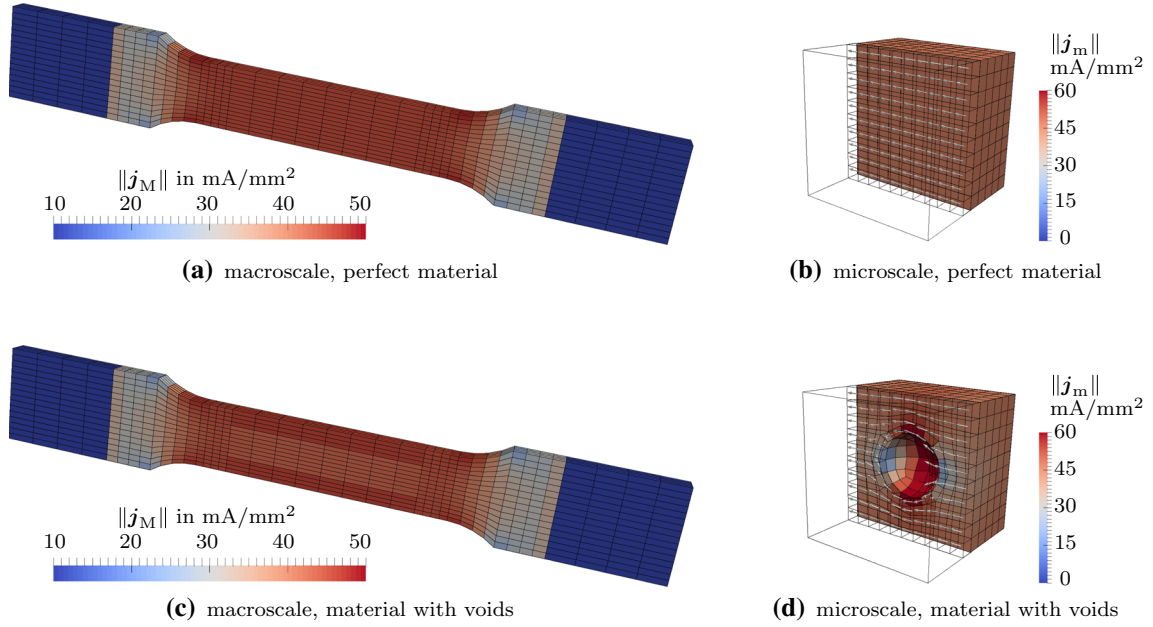 ‖j_m‖
mA/mm²
60
45
30
15
0
‖j_M‖ in mA/mm²
10 20 30 40 50
(a) macroscale, perfect material
(b) microscale, perfect material
‖j_m‖
mA/mm²
60
45
30
15
0
‖j_M‖ in mA/mm²
10 20 30 40 50
(c) macroscale, material with voids
(d) microscale, material with voids